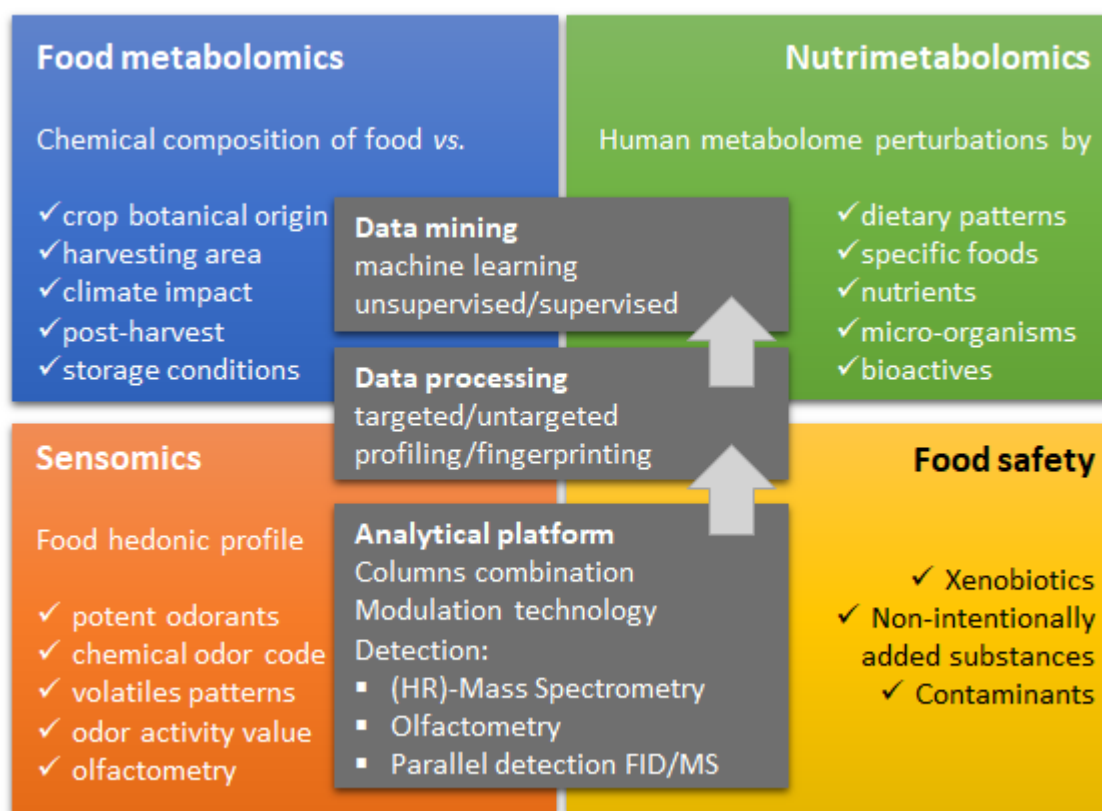 Food metabolomics
Chemical composition of food vs.
✓crop botanical origin
✓harvesting area
✓climate impact
✓post-harvest
✓storage conditions
Nutrimetabolomics
Human metabolome perturbations by
✓dietary patterns
✓specific foods
✓nutrients
✓micro-organisms
✓bioactives
Data mining
machine learning
unsupervised/supervised
Data processing
targeted/untargeted
profiling/fingerprinting
Analytical platform
Columns combination
Modulation technology
Detection:
▪ (HR)-Mass Spectrometry
▪ Olfactometry
▪ Parallel detection FID/MS
Sensomics
Food hedonic profile
✓ potent odorants
✓ chemical odor code
✓ volatiles patterns
✓ odor activity value
✓ olfactometry
Food safety
✓ Xenobiotics
✓ Non-intentionally
added substances
✓ Contaminants